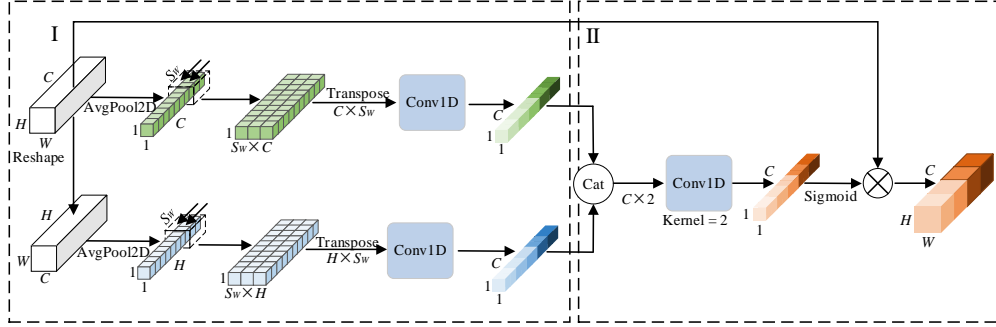 I
II
C
H
W
Reshape
AvgPool2D
Sw
C
1
1
1
Sw×C
Transpose
C×Sw
Conv1D
C
1
1
H
W
C
AvgPool2D
Sw
H
1
1
1
Sw×H
Transpose
H×Sw
Conv1D
C
1
1
Cat
C×2
Conv1D
Kernel = 2
C
1
1
Sigmoid
C
H
W